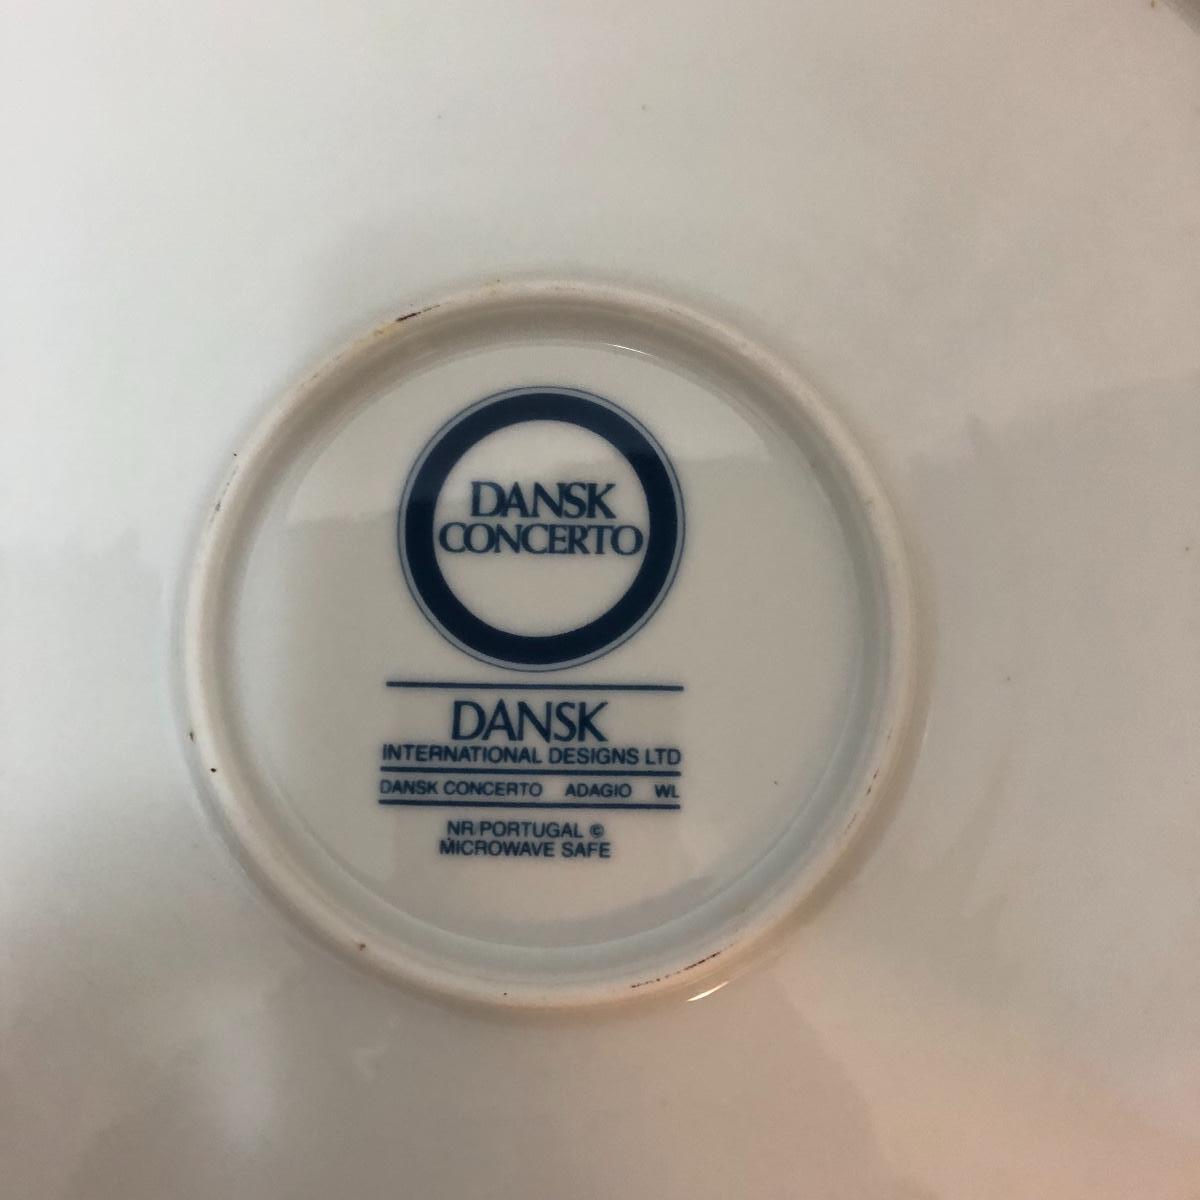 DANSK
CONCERTO
DANSK
INTERNATIONAL DESIGNS LTD
DANSK CONCERTO ADAGIO WL
NR PORTUGAL ©
MICROWAVE SAFE